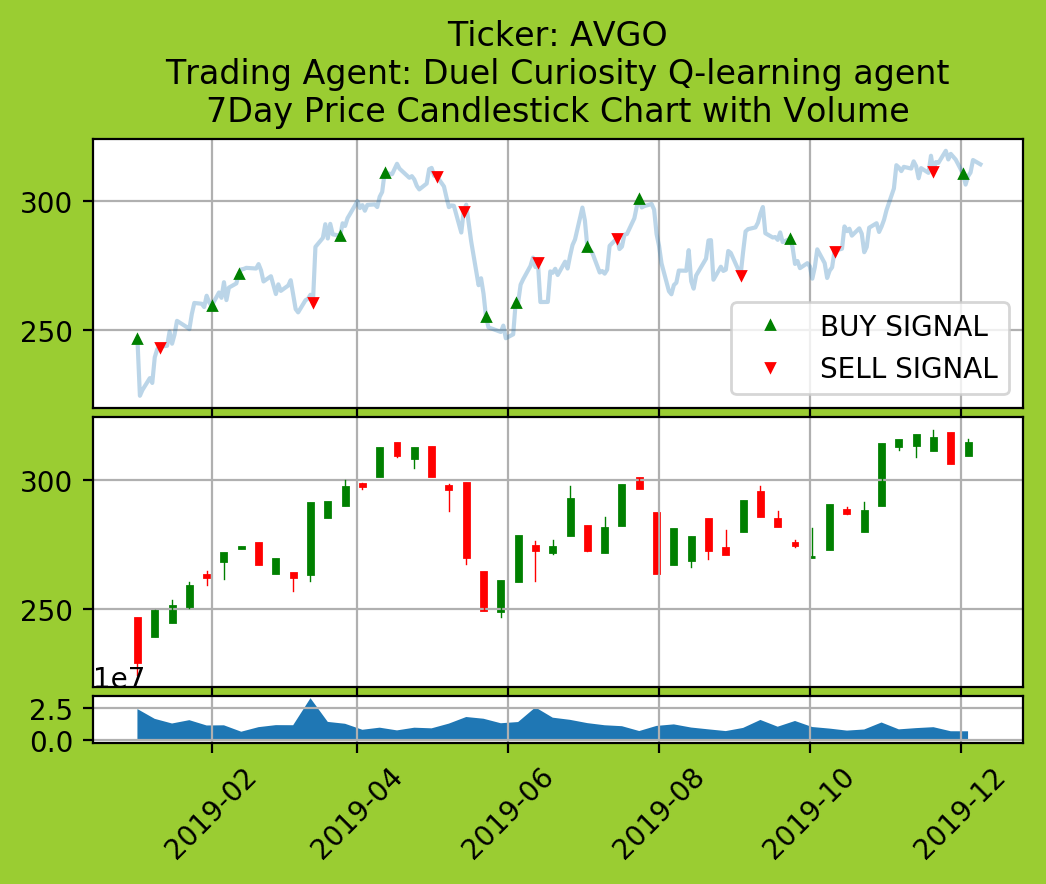 Ticker: AVGO
Trading Agent: Duel Curiosity Q-learning agent
7Day Price Candlestick Chart with Volume
300
250
BUY SIGNAL
SELL SIGNAL
300
250
1e7
2.5
0.0
2019-02
2019-04
2019-06
2019-08
2019-10
2019-12